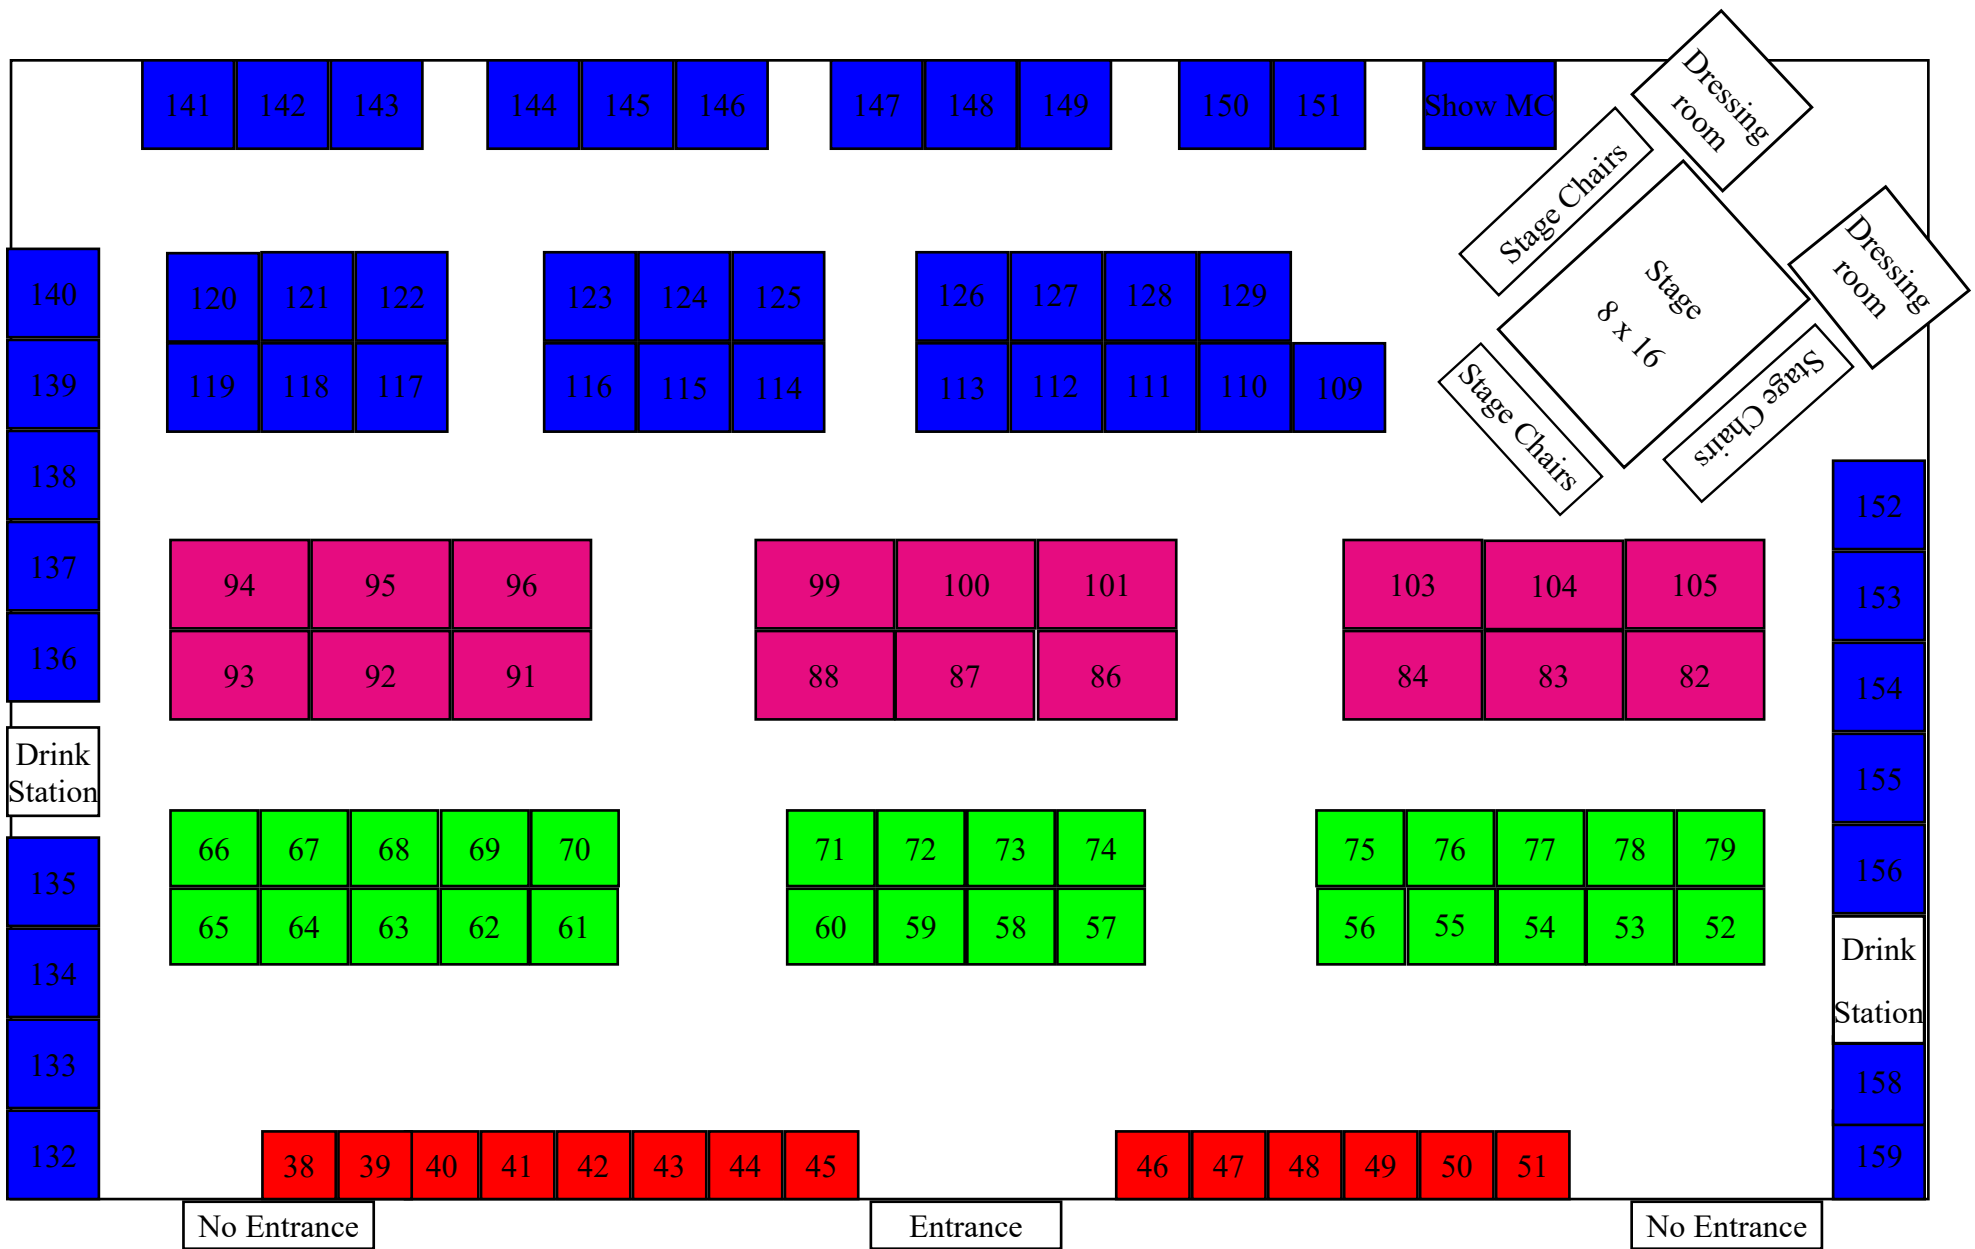 141 142 143 144 145 146 147 148 149 150 151 Show MC
Dressing
room
Stage Chairs
Dressing
room
Stage
8 x 16
Stage Chairs
Stage Chairs
120 121 122 123 124 125 126 127 128 129
119 118 117 116 115 114 113 112 111 110 109
140
139
138
137
136
Drink
Station
135
134
133
132
94 95 96 99 100 101 103 104 105
93 92 91 88 87 86 84 83 82
66 67 68 69 70 71 72 73 74 75 76 77 78 79
65 64 63 62 61 60 59 58 57 56 55 54 53 52
152
153
154
155
156
Drink
Station
158
159
38 39 40 41 42 43 44 45 46 47 48 49 50 51
No Entrance Entrance No Entrance